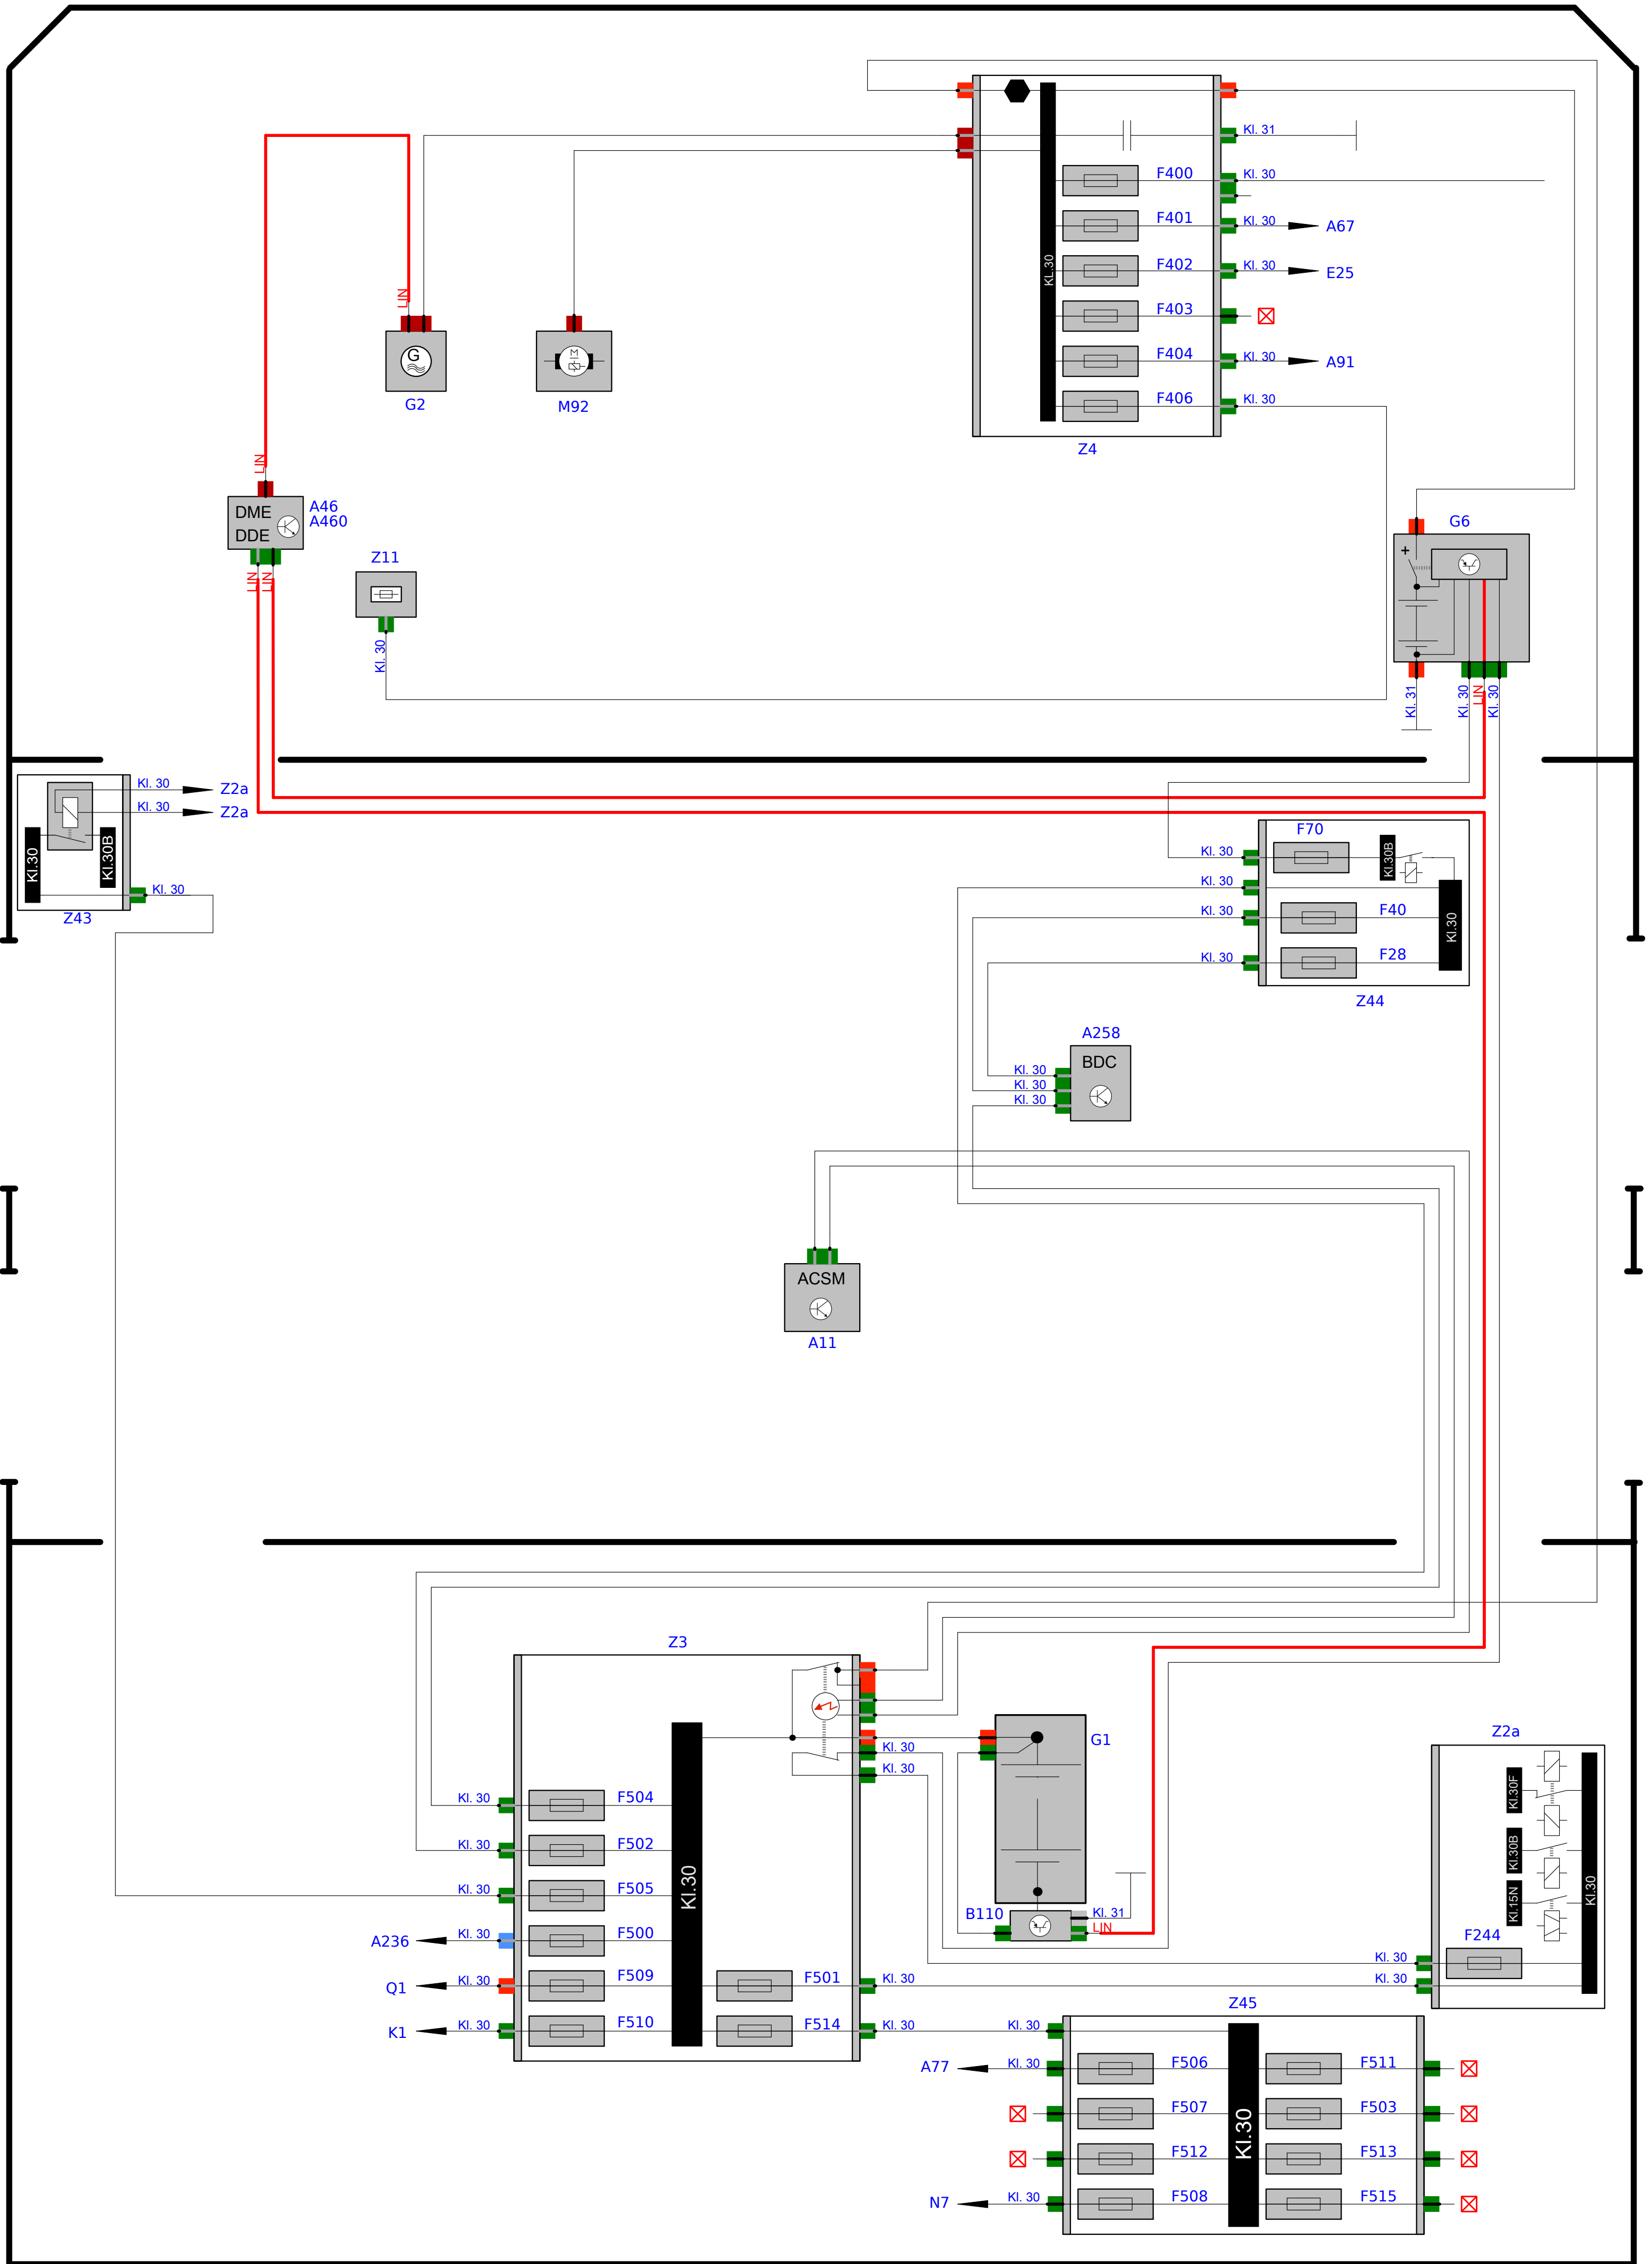 Kl. 31
F400 Kl. 30
F401 Kl. 30 A67
F402 Kl. 30 E25
KL.30
F403
F404 Kl. 30 A91
F406 Kl. 30
Z4
LIN
G
M
G2
M92
LIN
DME
DDE
A46
A460
LIN
LIN
Z11
Kl. 30
G6
+
Kl. 31
Kl. 30
LIN
Kl. 30
Kl. 30 Z2a
Kl. 30 Z2a
Kl.30
Kl.30B
Kl. 30
Z43
F70
Kl. 30
Kl.30B
Kl. 30
Kl. 30 F40
Kl.30
Kl. 30 F28
Z44
A258
BDC
Kl. 30
Kl. 30
Kl. 30
ACSM
A11
Z3
G1
Kl. 30
Kl. 30
Kl. 30 F504
Kl. 30 F502
Kl. 30 F505
Kl.30
A236 Kl. 30 F500
Q1 Kl. 30 F509 F501 Kl. 30
K1 Kl. 30 F510 F514 Kl. 30
B110
Kl. 31
LIN
Z2a
Kl.30F
Kl.30B
Kl.15N
Kl.30
F244
Kl. 30
Kl. 30
Z45
Kl. 30
A77 Kl. 30 F506 F511
F507 F503
Kl.30
F512 F513
N7 Kl. 30 F508 F515